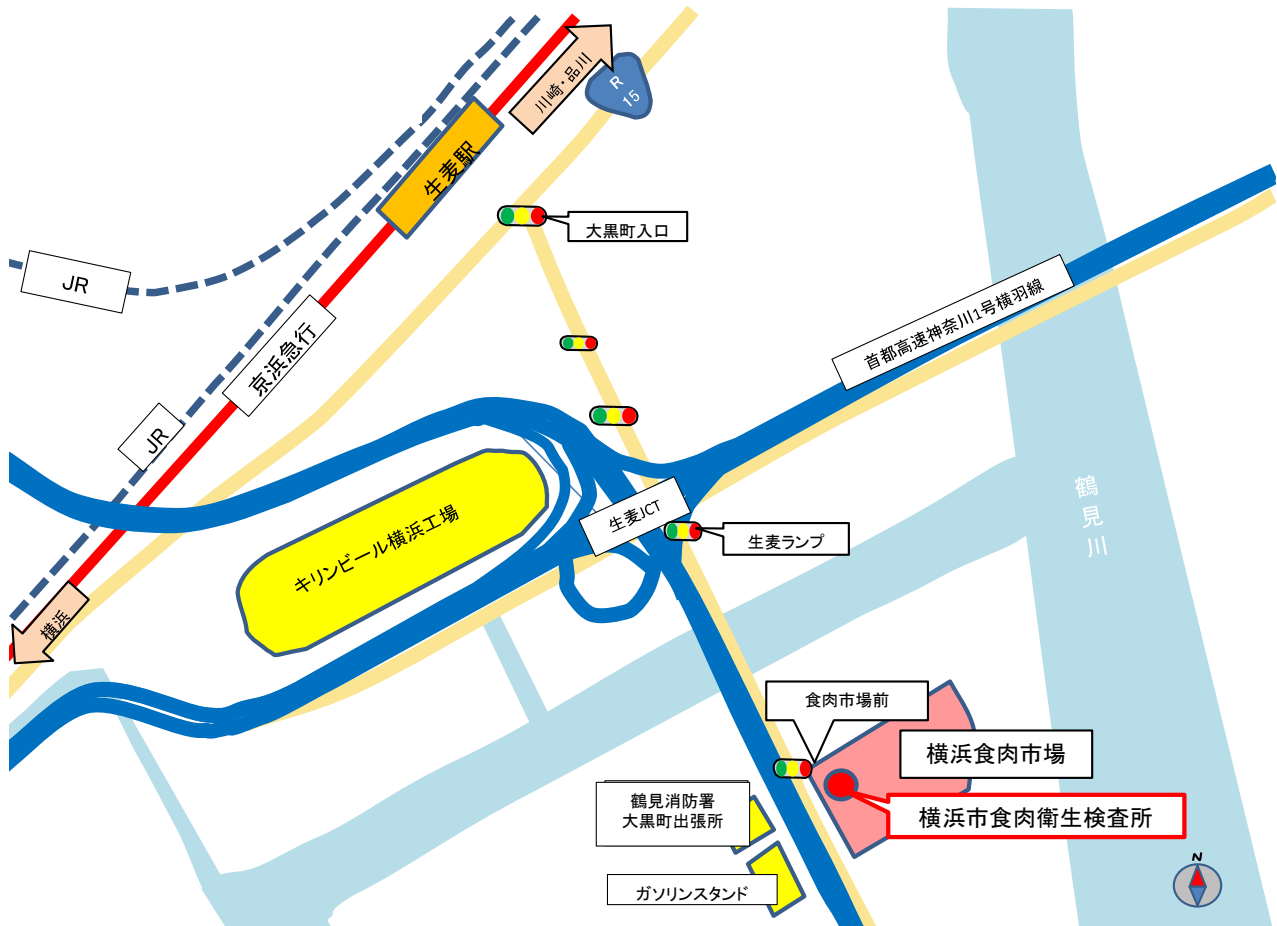 川崎・品川
R
15
生麦駅
大黒町入口
JR
首都高速神奈川1号横羽線
京浜急行
JR
キリンビール横浜工場
生麦JCT
生麦ランプ
鶴見川
横浜
食肉市場前
横浜食肉市場
鶴見消防署
大黒町出張所
横浜市食肉衛生検査所
ガソリンスタンド
N